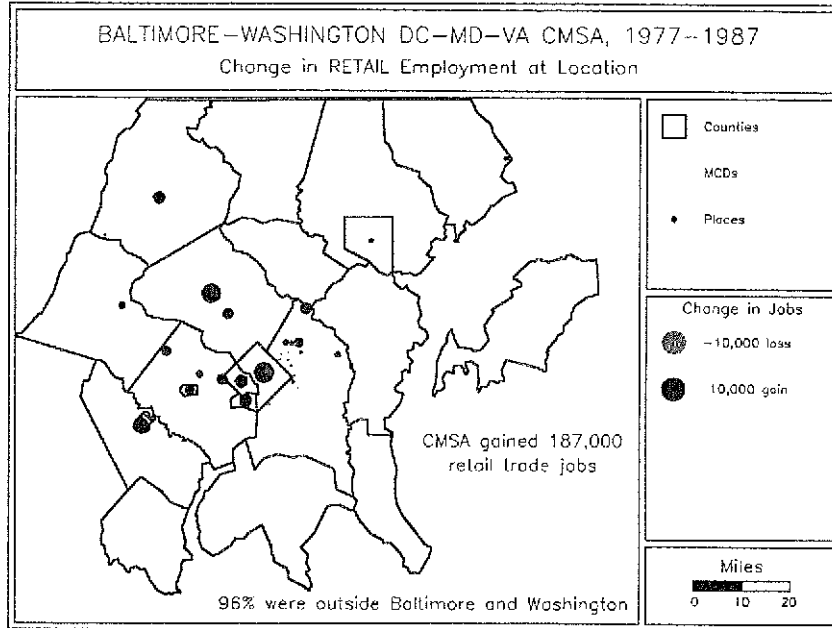 BALTIMORE-WASHINGTON DC-MD-VA CMSA, 1977-1987
Change in RETAIL Employment at Location
Counties
MCDs
Places
Change in Jobs
-10,000 loss
10,000 gain
CMSA gained 187,000
retail trade jobs
96% were outside Baltimore and Washington
Miles
0 10 20